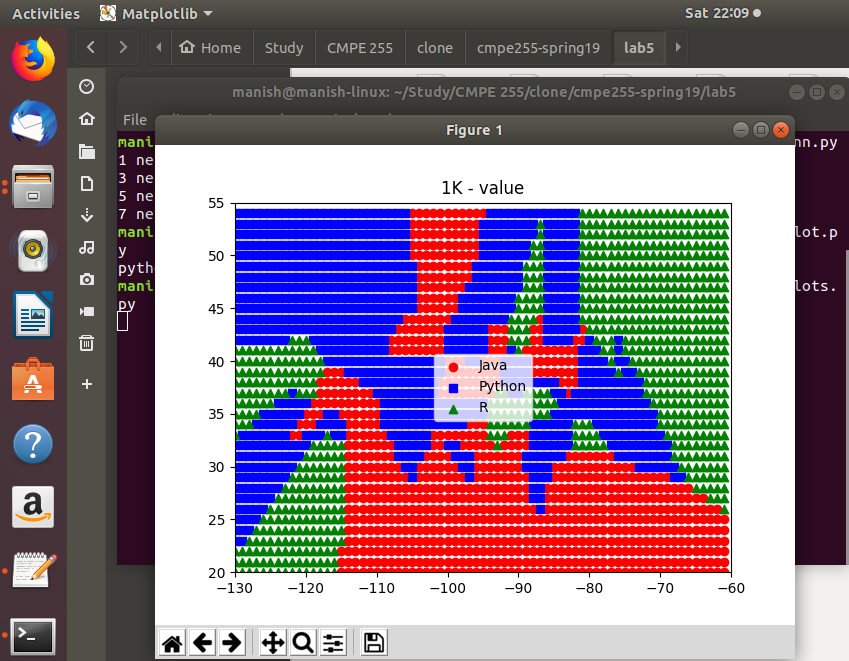 Activities Matplotlib Sat 22:09
Home Study CMPE 255 clone cmpe255-spring19 lab5
manish@manish-linux: ~/Study/CMPE 255/clone/cmpe255-spring19/lab5
File
Figure 1
mani nn.py
1 ne
3 ne
5 ne
7 ne
mani lot.p
y
pytho
mani lots.
py
1K - value
55
50
45
40
35
30
25
20
Java
Python
R
−130 −120 −110 −100 −90 −80 −70 −60